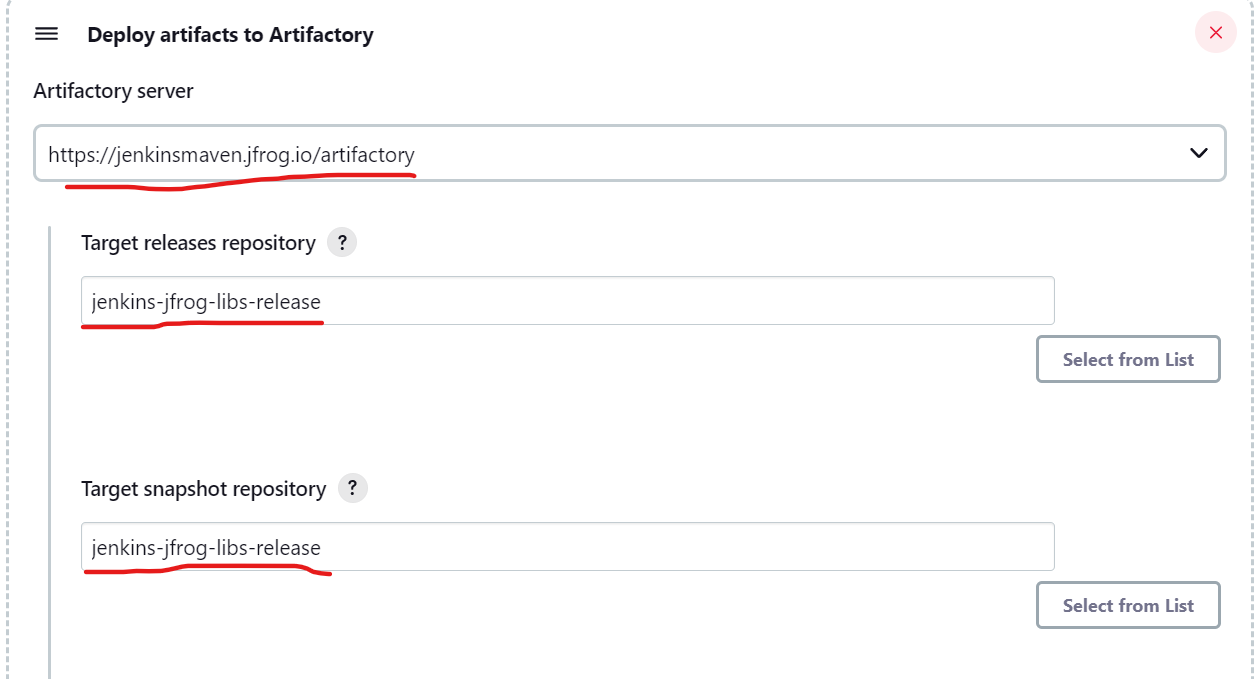 Deploy artifacts to Artifactory
Artifactory server
https://jenkinsmaven.jfrog.io/artifactory
Target releases repository ?
jenkins-jfrog-libs-release
Select from List
Target snapshot repository ?
jenkins-jfrog-libs-release
Select from List